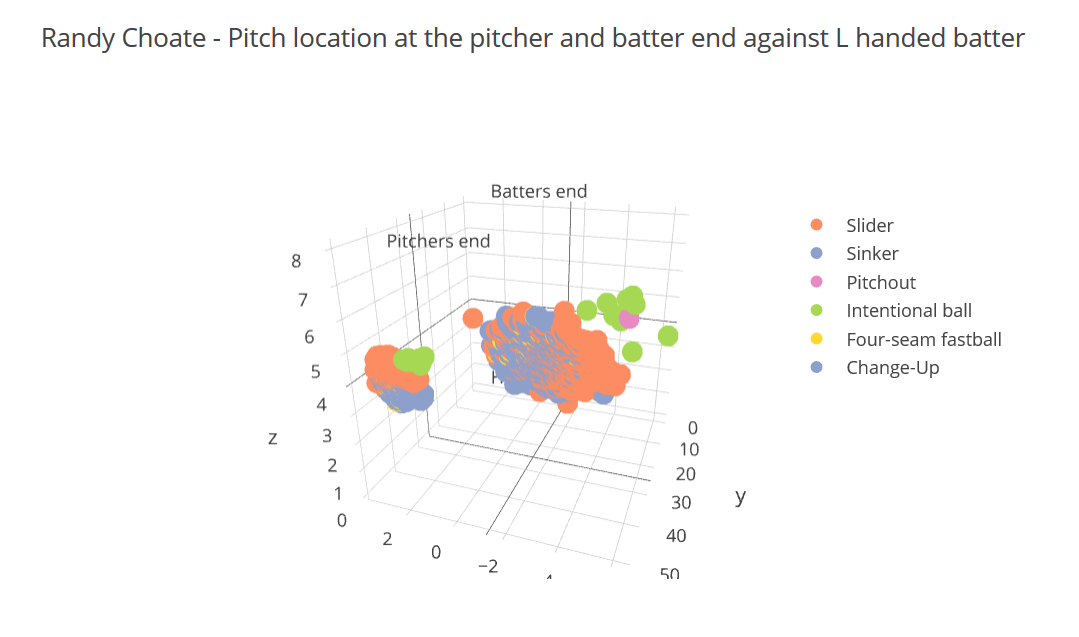 Randy Choate - Pitch location at the pitcher and batter end against L handed batter
Batters end
Pitchers end
8
7
6
5
4
3
2
1
0
z
2
0
−2
0
10
20
30
40
50
y
Slider
Sinker
Pitchout
Intentional ball
Four-seam fastball
Change-Up